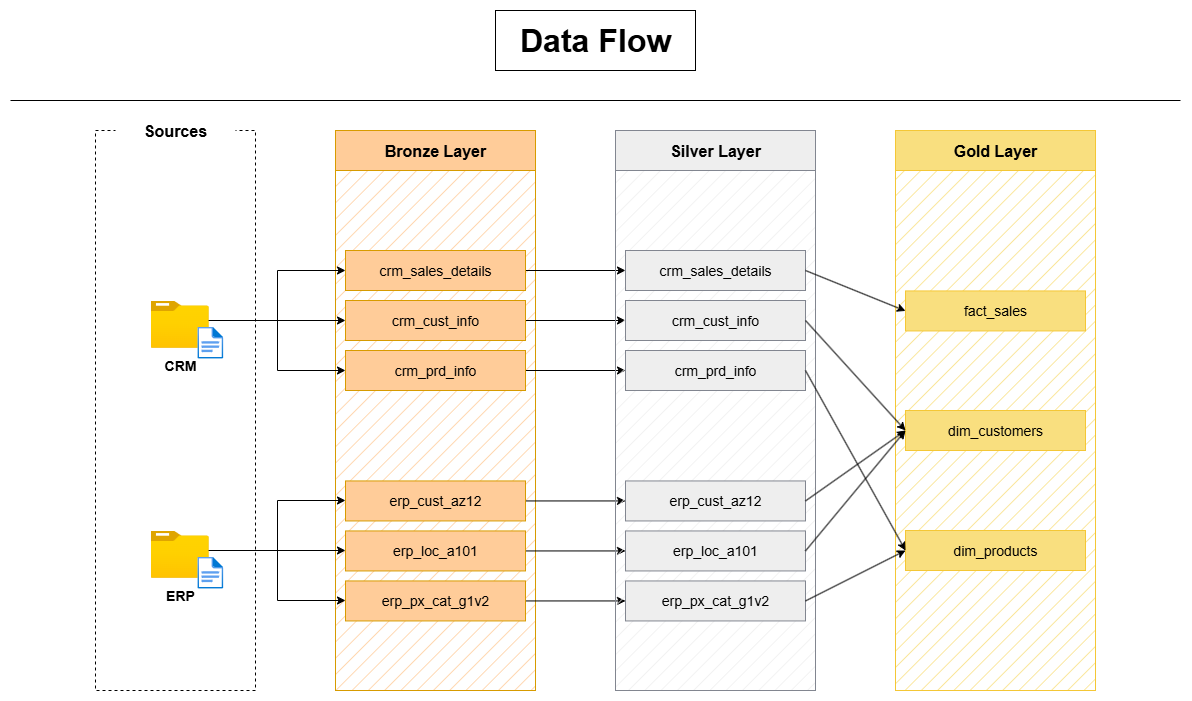 Data Flow
Sources
Bronze Layer
Silver Layer
Gold Layer
CRM
ERP
crm_sales_details
crm_cust_info
crm_prd_info
erp_cust_az12
erp_loc_a101
erp_px_cat_g1v2
crm_sales_details
crm_cust_info
crm_prd_info
erp_cust_az12
erp_loc_a101
erp_px_cat_g1v2
fact_sales
dim_customers
dim_products